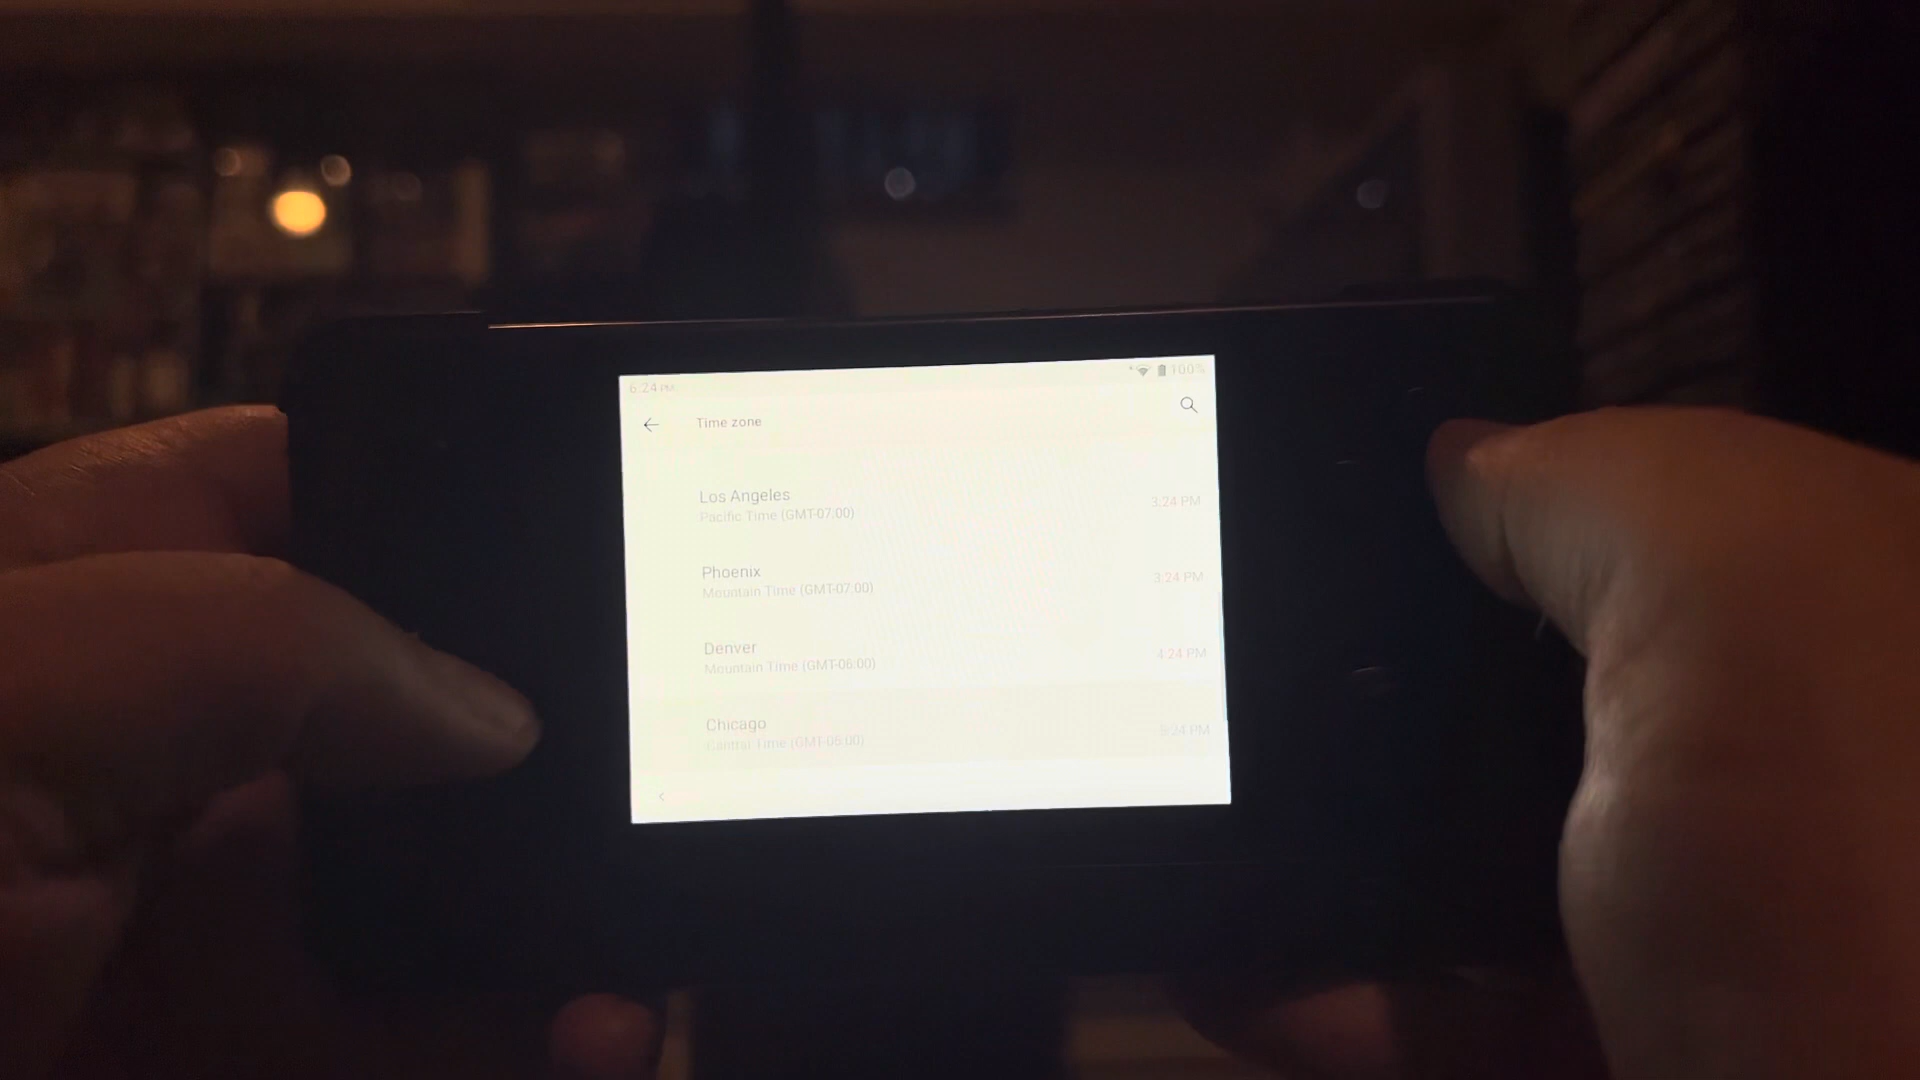 6:24 PM 100%
Time zone
Los Angeles
Pacific Time (GMT-07:00) 3:24 PM
Phoenix
Mountain Time (GMT-07:00) 3:24 PM
Denver
Mountain Time (GMT-06:00) 4:24 PM
Chicago
Central Time (GMT-05:00) 5:24 PM